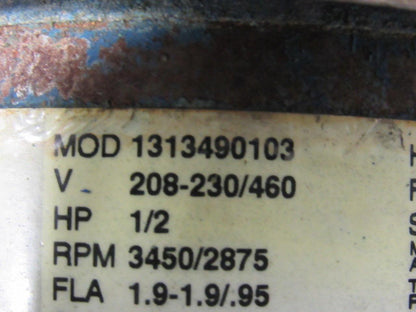 MOD 1313490103
V 208-230/460
HP 1/2
RPM 3450/2875
FLA 1.9-1.9/.95